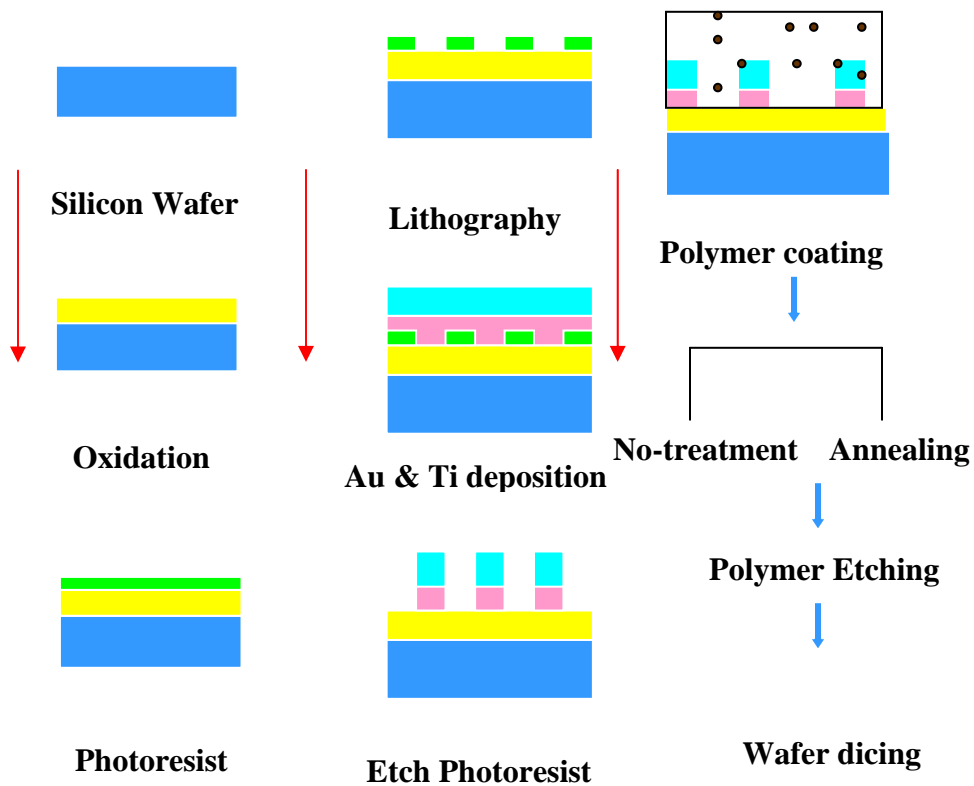 Silicon Wafer
Oxidation
Photoresist
Lithography
Au & Ti deposition
Etch Photoresist
Polymer coating
No-treatment
Annealing
Polymer Etching
Wafer dicing